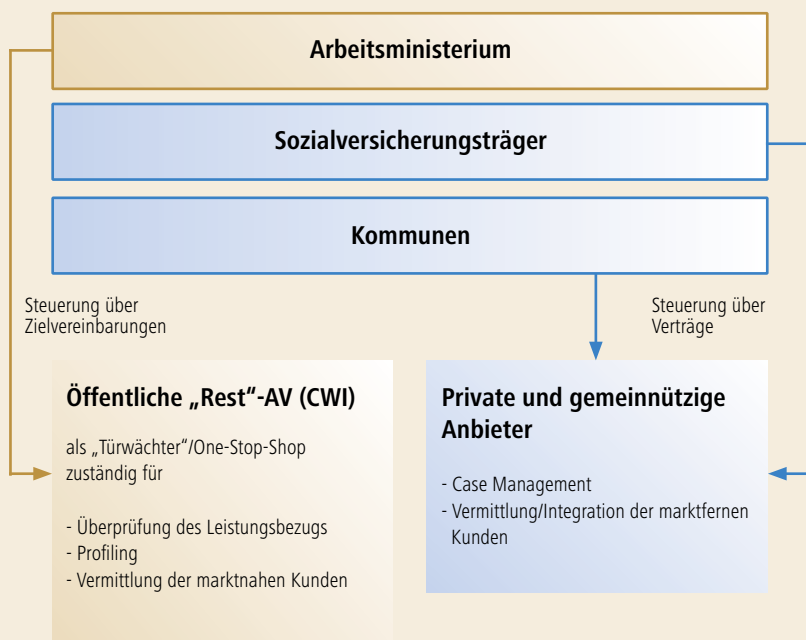 Arbeitsministerium
Sozialversicherungsträger
Kommunen
Steuerung über
Zielvereinbarungen
Steuerung über
Verträge
Öffentliche „Rest“-AV (CWI)
als „Türwächter“/One-Stop-Shop
zuständig für
- Überprüfung des Leistungsbezugs
- Profiling
- Vermittlung der marktnahen Kunden
Private und gemeinnützige
Anbieter
- Case Management
- Vermittlung/Integration der marktfernen
Kunden